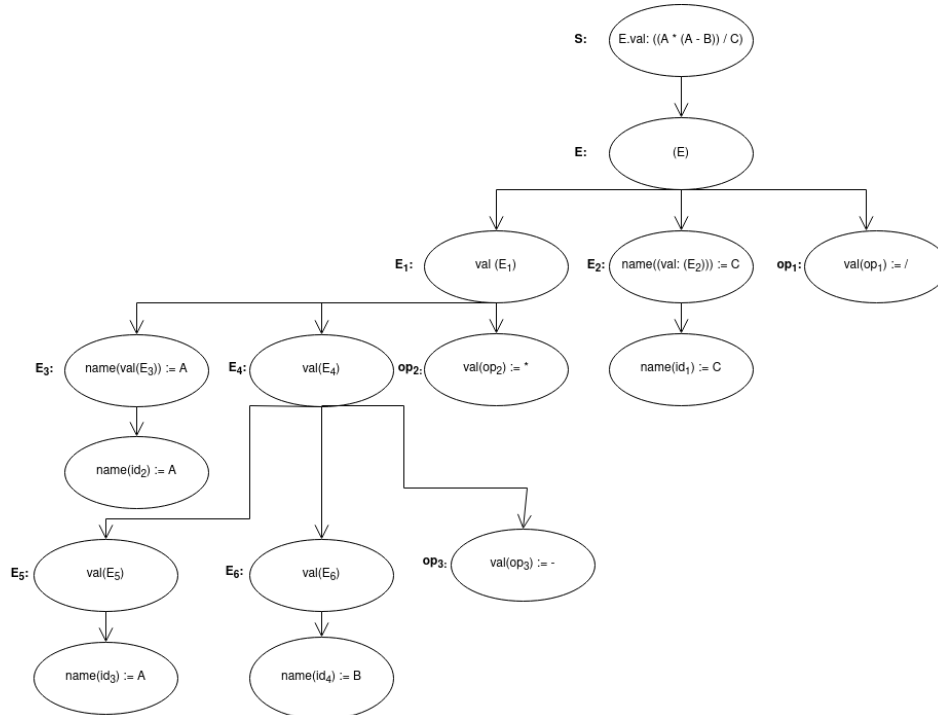 S: E.val: ((A * (A - B)) / C)
E: (E)
E₁: val (E₁)
E₂: name((val: (E₂))) := C
op₁: val(op₁) := /
E₃: name(val(E₃)) := A
E₄: val(E₄)
op₂: val(op₂) := *
name(id₁) := C
name(id₂) := A
E₅: val(E₅)
E₆: val(E₆)
op₃: val(op₃) := -
name(id₃) := A
name(id₄) := B